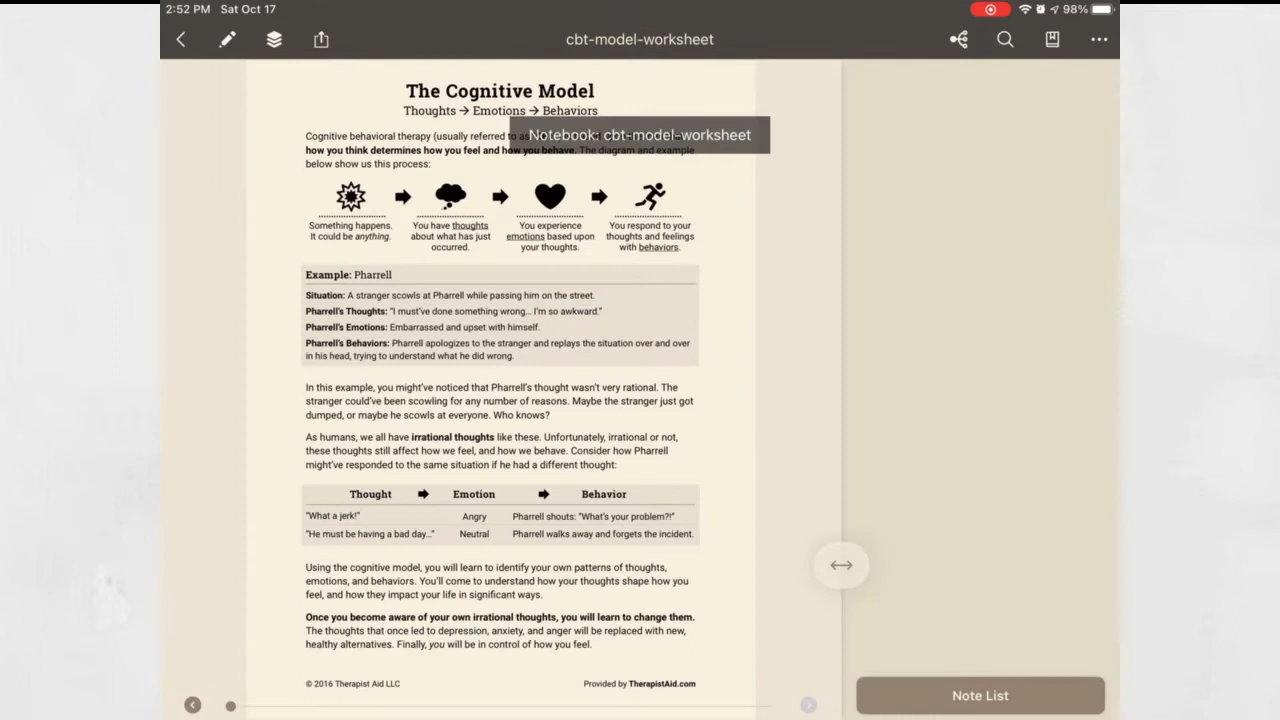 2:52 PM Sat Oct 17
98%
cbt-model-worksheet
The Cognitive Model
Thoughts → Emotions → Behaviors
Notebook: cbt-model-worksheet
Cognitive behavioral therapy (usually referred to as
how you think determines how you feel and how you behave. The diagram and example
below show us this process:
Something happens.
It could be anything.
You have thoughts
about what has just
occurred.
You experience
emotions based upon
your thoughts.
You respond to your
thoughts and feelings
with behaviors.
Example: Pharrell
Situation: A stranger scowls at Pharrell while passing him on the street.
Pharrell's Thoughts: "I must've done something wrong... I'm so awkward."
Pharrell's Emotions: Embarrassed and upset with himself.
Pharrell's Behaviors: Pharrell apologizes to the stranger and replays the situation over and over
in his head, trying to understand what he did wrong.
In this example, you might've noticed that Pharrell's thought wasn't very rational. The
stranger could've been scowling for any number of reasons. Maybe the stranger just got
dumped, or maybe he scowls at everyone. Who knows?
As humans, we all have irrational thoughts like these. Unfortunately, irrational or not,
these thoughts still affect how we feel, and how we behave. Consider how Pharrell
might've responded to the same situation if he had a different thought:
Thought Emotion Behavior
"What a jerk!" Angry Pharrell shouts: "What's your problem?!"
"He must be having a bad day..." Neutral Pharrell walks away and forgets the incident.
Using the cognitive model, you will learn to identify your own patterns of thoughts,
emotions, and behaviors. You'll come to understand how your thoughts shape how you
feel, and how they impact your life in significant ways.
Once you become aware of your own irrational thoughts, you will learn to change them.
The thoughts that once led to depression, anxiety, and anger will be replaced with new,
healthy alternatives. Finally, you will be in control of how you feel.
© 2016 Therapist Aid LLC
Provided by TherapistAid.com
Note List